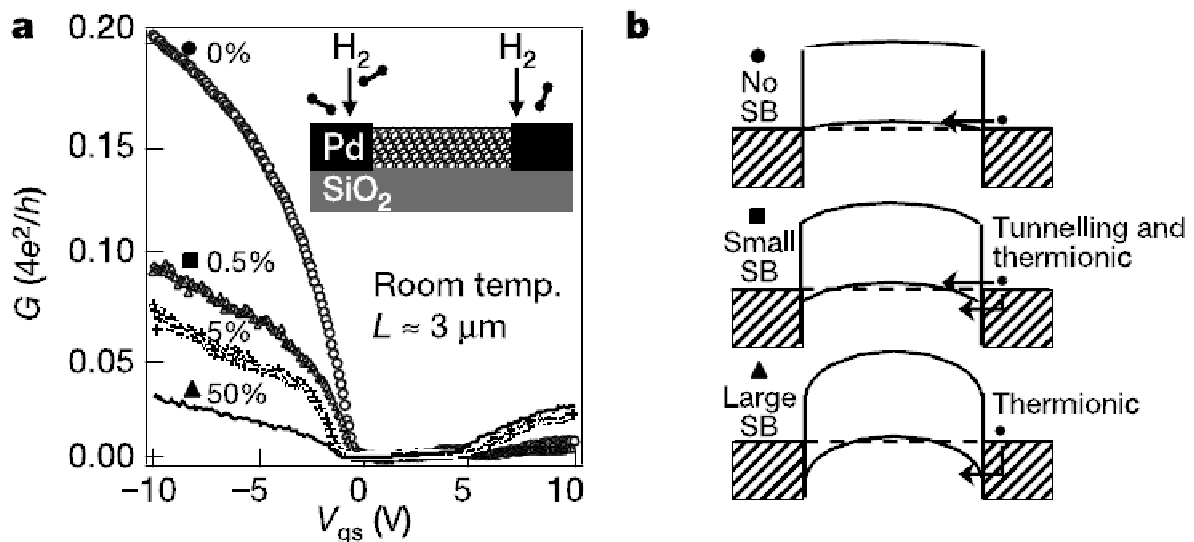 a
0.20
0.15
0.10
0.05
0.00
G (4e²/h)
−10
−5
0
5
10
V_gs (V)
● 0%
■ 0.5%
5%
▲ 50%
H₂
H₂
Pd
SiO₂
Room temp.
L ≈ 3 μm
b
●
No
SB
■
Small
SB
Tunnelling and
thermionic
▲
Large
SB
Thermionic